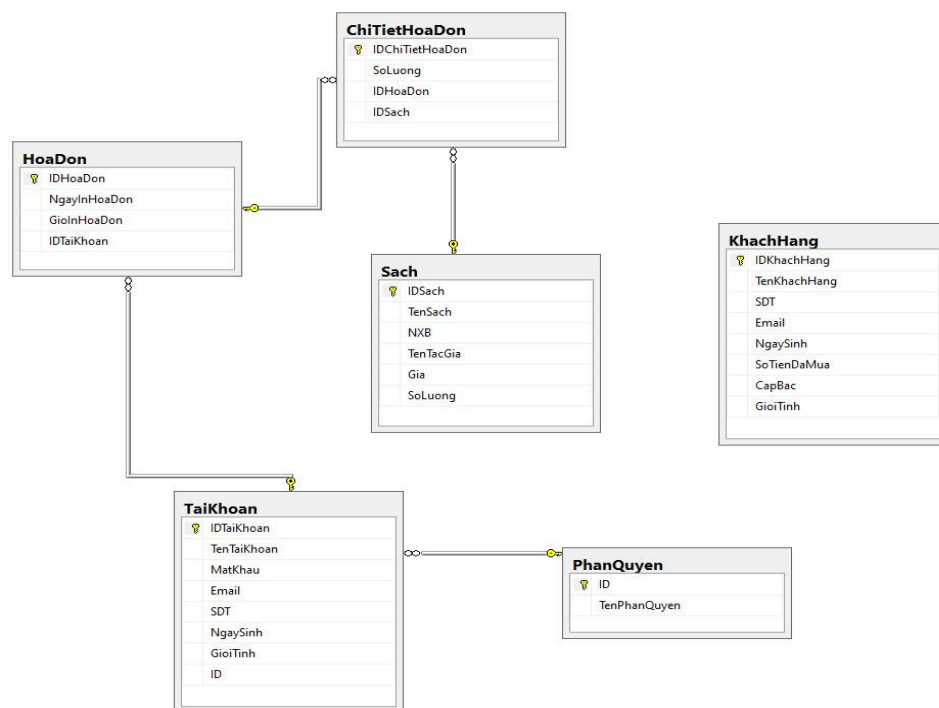 ChiTietHoaDon
IDChiTietHoaDon
SoLuong
IDHoaDon
IDSach
HoaDon
IDHoaDon
NgayInHoaDon
GioInHoaDon
IDTaiKhoan
Sach
IDSach
TenSach
NXB
TenTacGia
Gia
SoLuong
KhachHang
IDKhachHang
TenKhachHang
SDT
Email
NgaySinh
SoTienDaMua
CapBac
GioiTinh
TaiKhoan
IDTaiKhoan
TenTaiKhoan
MatKhau
Email
SDT
NgaySinh
GioiTinh
ID
PhanQuyen
ID
TenPhanQuyen